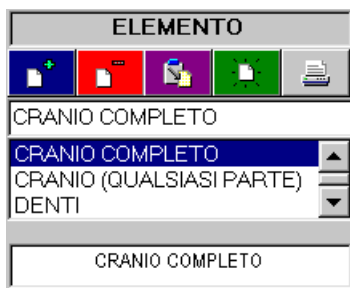 ELEMENTO
CRANIO COMPLETO
CRANIO COMPLETO
CRANIO (QUALSIASI PARTE)
DENTI
CRANIO COMPLETO